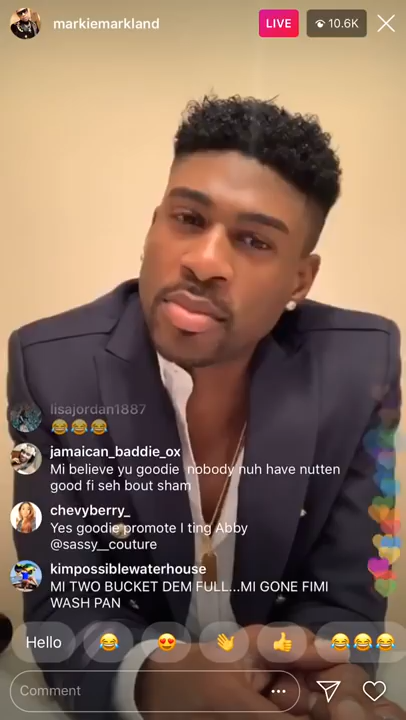 markiemarkland
LIVE
10.6K
lisajordan1887
😂😂😂
jamaican_baddie_ox
Mi believe yu goodie nobody nuh have nutten
good fi seh bout sham
chevyberry_
Yes goodie promote I ting Abby
@sassy__couture
kimpossiblewaterhouse
MI TWO BUCKET DEM FULL...MI GONE FIMI
WASH PAN
Hello 😂 😍 👋 👍 😂😂😂
Comment